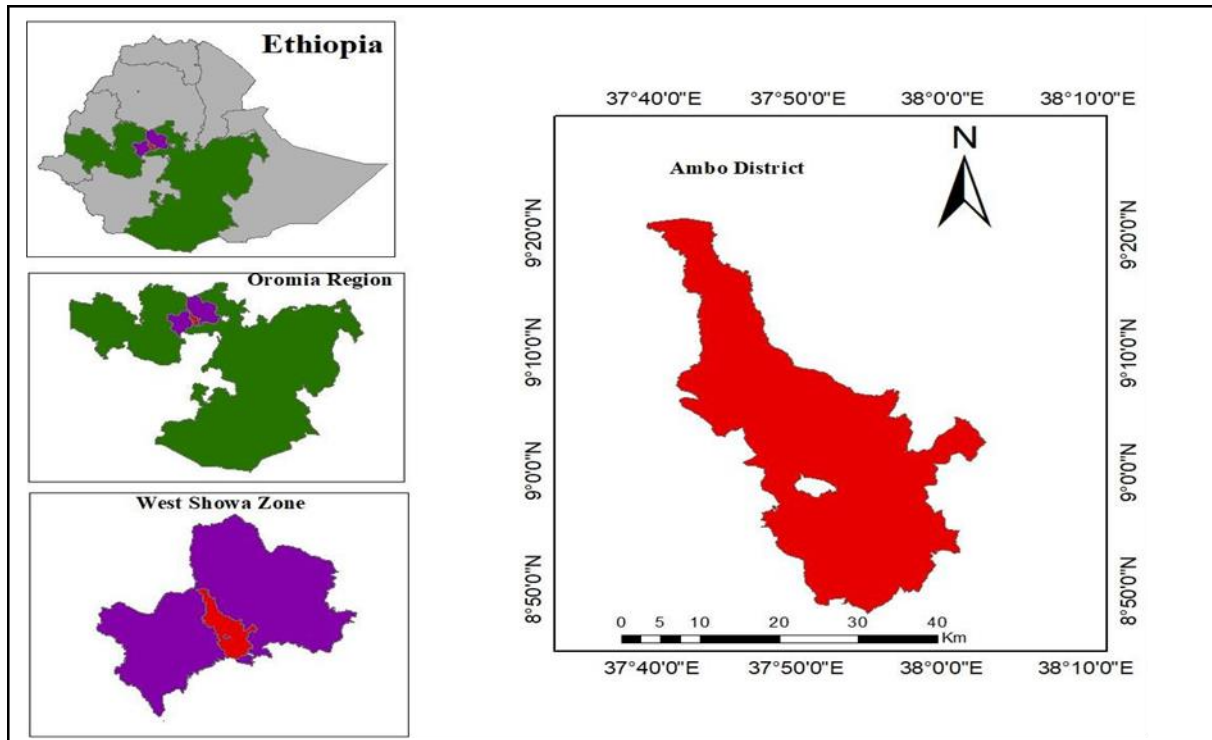 Ethiopia
Oromia Region
West Showa Zone
37°40'0"E 37°50'0"E 38°0'0"E 38°10'0"E
N
Ambo District
9°20'0"N 9°20'0"N
9°10'0"N 9°10'0"N
9°0'0"N 9°0'0"N
8°50'0"N 8°50'0"N
0 5 10 20 30 40
Km
37°40'0"E 37°50'0"E 38°0'0"E 38°10'0"E